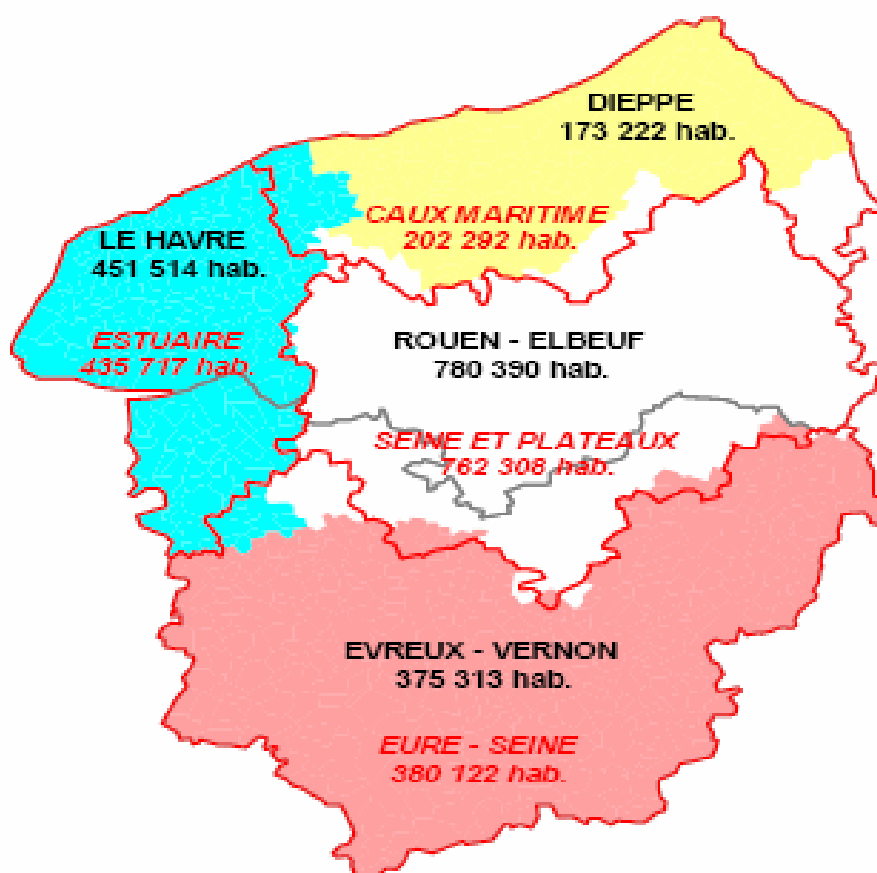 DIEPPE
173 222 hab.
CAUX MARITIME
202 292 hab.
LE HAVRE
451 514 hab.
ESTUAIRE
435 717 hab.
ROUEN - ELBEUF
780 390 hab.
SEINE ET PLATEAUX
762 308 hab.
EVREUX - VERNON
375 313 hab.
EURE - SEINE
380 122 hab.